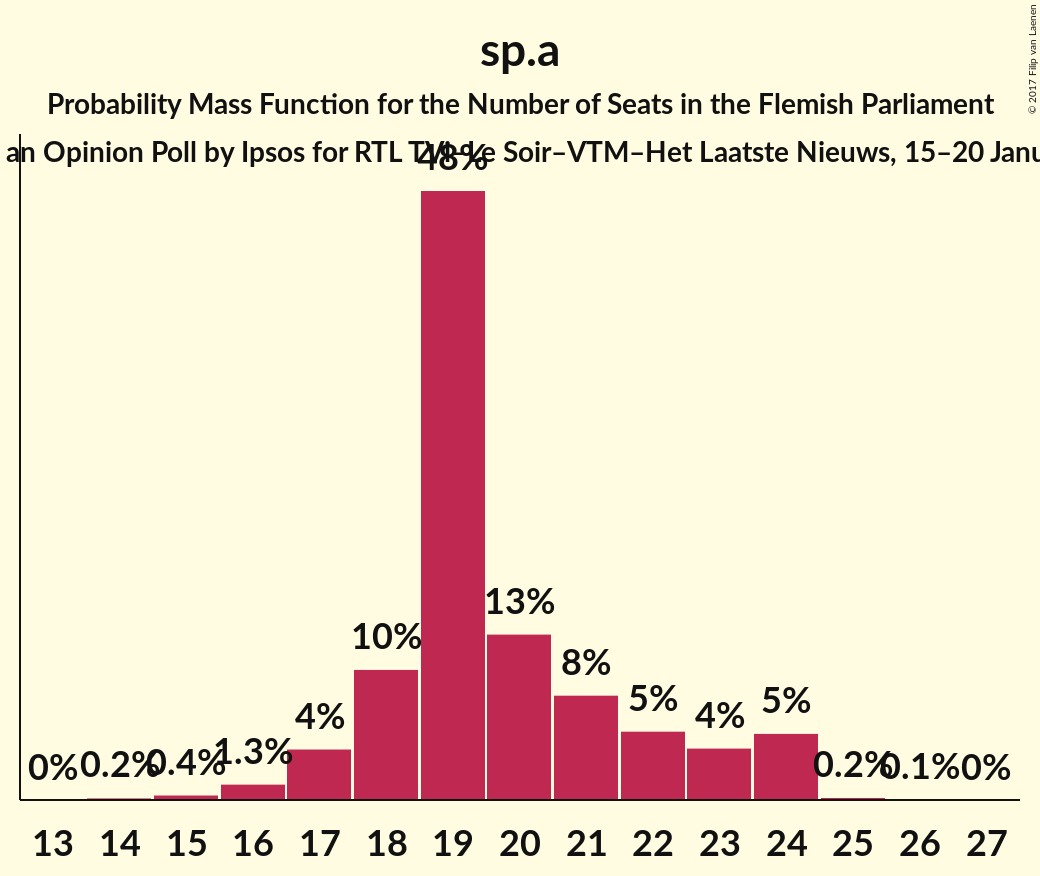 sp.a
Probability Mass Function for the Number of Seats in the Flemish Parliament
an Opinion Poll by Ipsos for RTL TVi–Le Soir–VTM–Het Laatste Nieuws, 15–20 Janu
© 2017 Filip van Laenen
0% 0.2% 0.4% 1.3% 4% 10% 48% 13% 8% 5% 4% 5% 0.2% 0.1% 0%
13 14 15 16 17 18 19 20 21 22 23 24 25 26 27